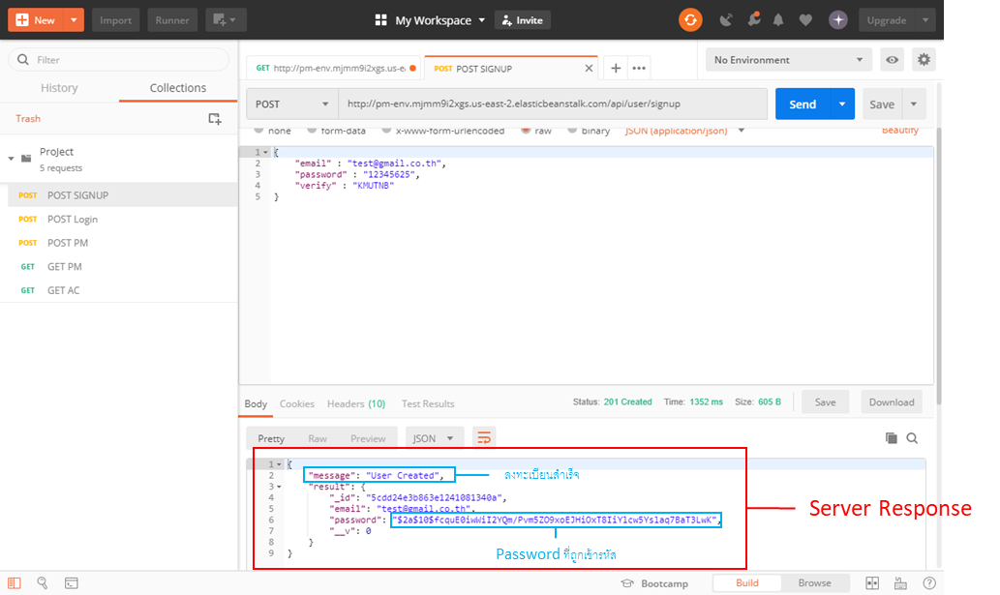 New Import Runner My Workspace Invite Upgrade
Filter
History Collections
Trash
Project
5 requests
POST POST SIGNUP
POST POST Login
POST POST PM
GET GET PM
GET GET AC
GET http://pm-env.mjmm9i2xgs.us-ea
POST POST SIGNUP
No Environment
POST http://pm-env.mjmm9i2xgs.us-east-2.elasticbeanstalk.com/api/user/signup Send Save
none form-data x-www-form-urlencoded raw binary JSON (application/json) Beautify
1 {
2 "email" : "test@gmail.co.th",
3 "password" : "12345625",
4 "verify" : "KMUTNB"
5 }
Body Cookies Headers (10) Test Results Status: 201 Created Time: 1352 ms Size: 605 B Save Download
Pretty Raw Preview JSON
1 {
2 "message": "User Created",
ลงทะเบียนสำเร็จ
3 "result": {
4 "_id": "5cdd24e3b863e1241081340a",
5 "email": "test@gmail.co.th",
6 "password": "$2a$10$fcquE0iwWiI2YQm/Pvm5ZO9xoEJHiOxT8IiY1cw5Yslaq7BaT3LwK",
7 "__v": 0
8 }
9 }
Password ที่ถูกเข้ารหัส
Server Response
Bootcamp Build Browse